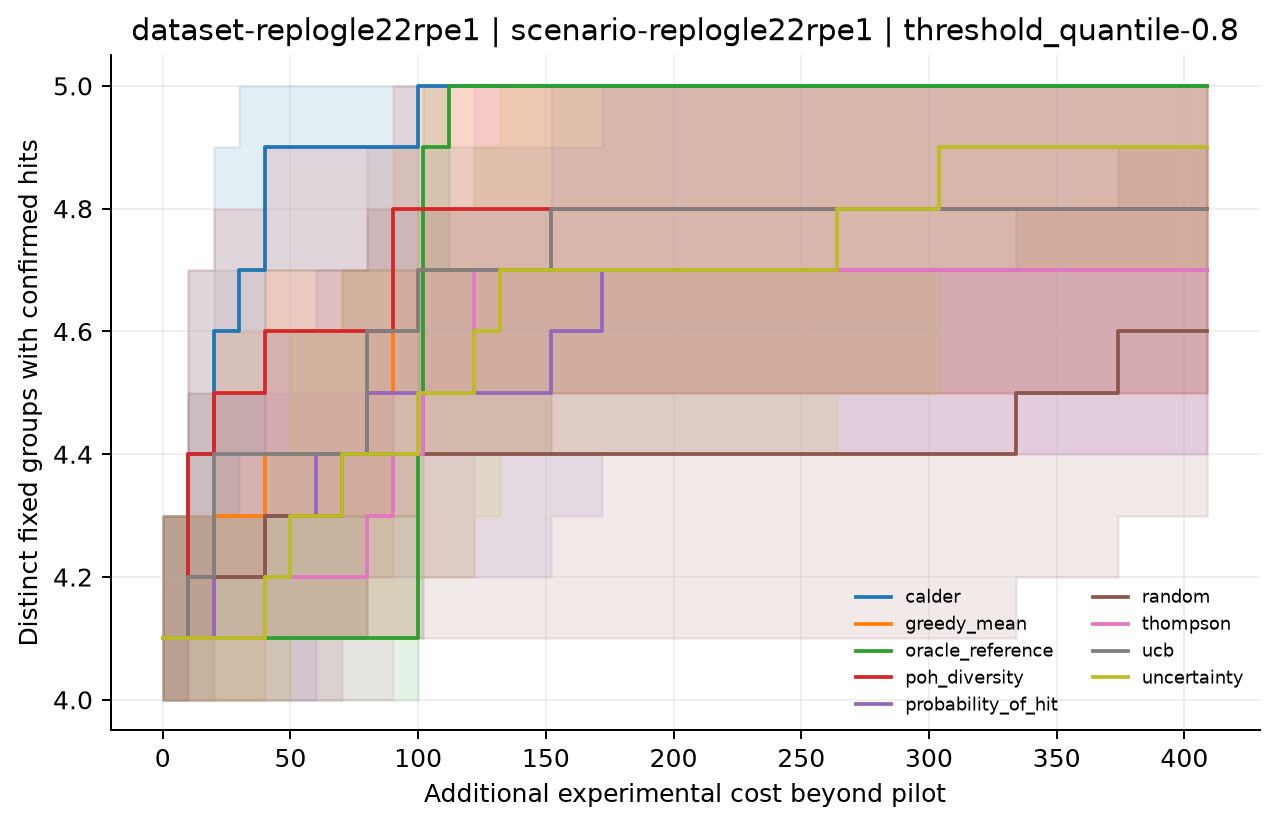 dataset-replogle22rpe1 | scenario-replogle22rpe1 | threshold_quantile-0.8
Distinct fixed groups with confirmed hits
5.0
4.8
4.6
4.4
4.2
4.0
0 50 100 150 200 250 300 350 400
Additional experimental cost beyond pilot
calder
greedy_mean
oracle_reference
poh_diversity
probability_of_hit
random
thompson
ucb
uncertainty